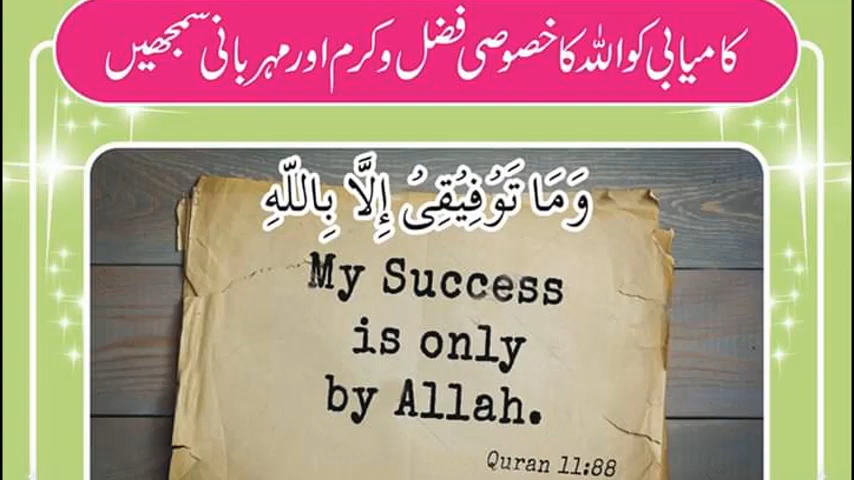 کامیابی کو اللہ کا خصوصی فضل و کرم اور مہربانی سمجھیں
وَمَا تَوْفِيْقِىْ إِلَّا بِاللّٰهِ
My Success
is only
by Allah.
Quran 11:88